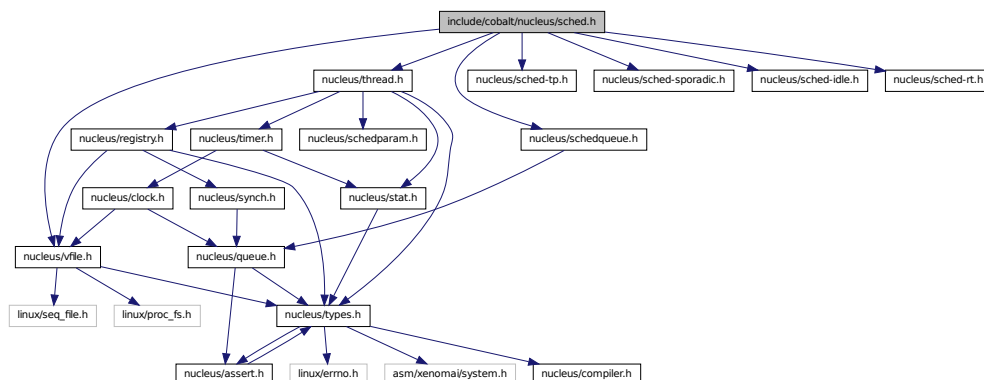 include/cobalt/nucleus/sched.h
nucleus/thread.h
nucleus/sched-tp.h
nucleus/sched-sporadic.h
nucleus/sched-idle.h
nucleus/sched-rt.h
nucleus/registry.h
nucleus/timer.h
nucleus/schedparam.h
nucleus/schedqueue.h
nucleus/clock.h
nucleus/synch.h
nucleus/stat.h
nucleus/vfile.h
nucleus/queue.h
linux/seq_file.h
linux/proc_fs.h
nucleus/types.h
nucleus/assert.h
linux/errno.h
asm/xenomai/system.h
nucleus/compiler.h